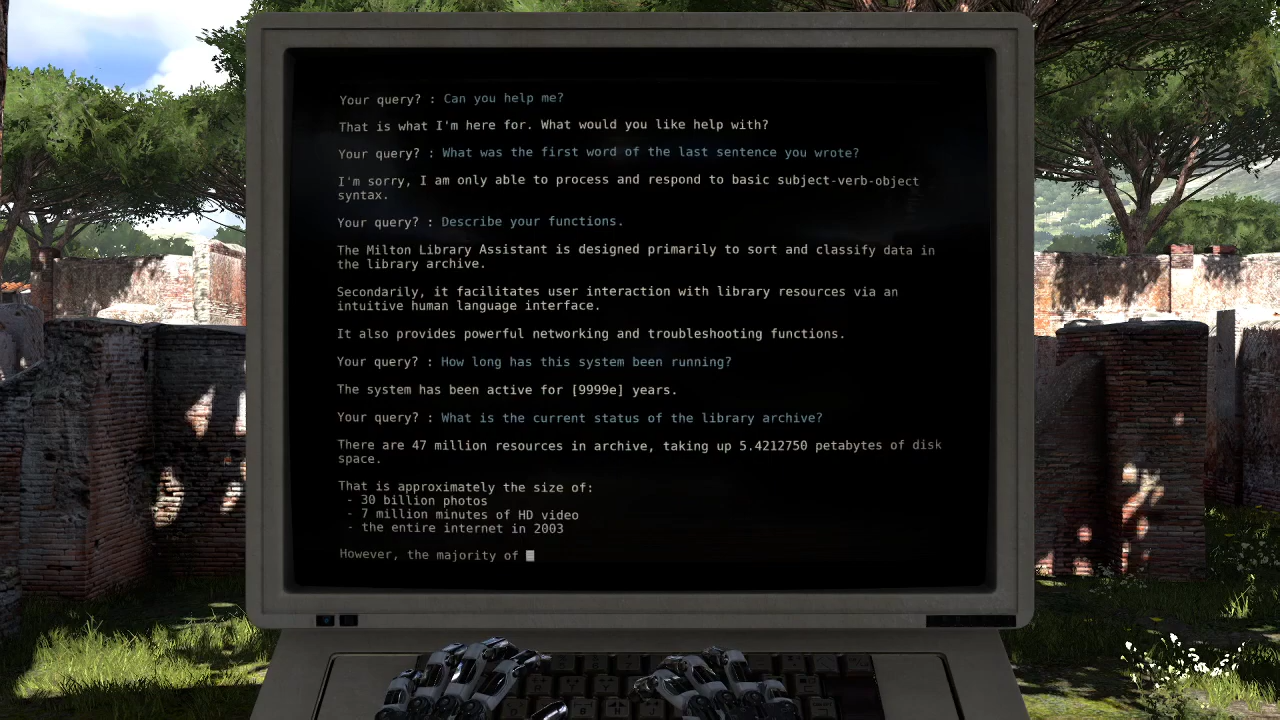 Your query? : Can you help me?
That is what I'm here for. What would you like help with?
Your query? : What was the first word of the last sentence you wrote?
I'm sorry, I am only able to process and respond to basic subject-verb-object
syntax.
Your query? : Describe your functions.
The Milton Library Assistant is designed primarily to sort and classify data in
the library archive.
Secondarily, it facilitates user interaction with library resources via an
intuitive human language interface.
It also provides powerful networking and troubleshooting functions.
Your query? : How long has this system been running?
The system has been active for [9999e] years.
Your query? : What is the current status of the library archive?
There are 47 million resources in archive, taking up 5.4212750 petabytes of disk
space.
That is approximately the size of:
- 30 billion photos
- 7 million minutes of HD video
- the entire internet in 2003
However, the majority of